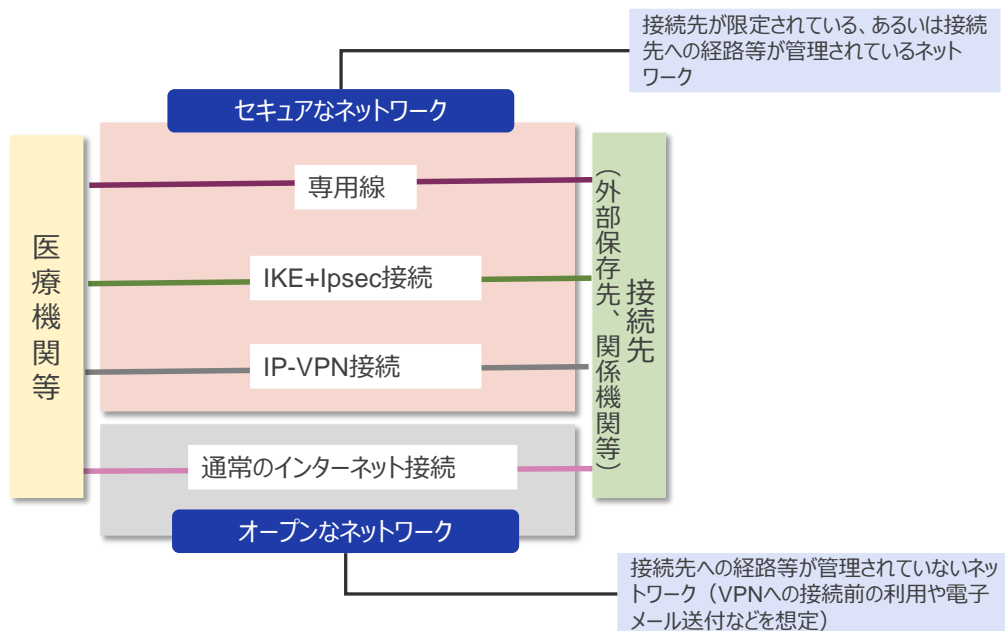 接続先が限定されている、あるいは接続
先への経路等が管理されているネット
ワーク
セキュアなネットワーク
医療機関等
専用線
IKE+Ipsec接続
IP-VPN接続
通常のインターネット接続
接続先
（外部保存先、関係機関等）
オープンなネットワーク
接続先への経路等が管理されていないネッ
トワーク（VPNへの接続前の利用や電子
メール送付などを想定）